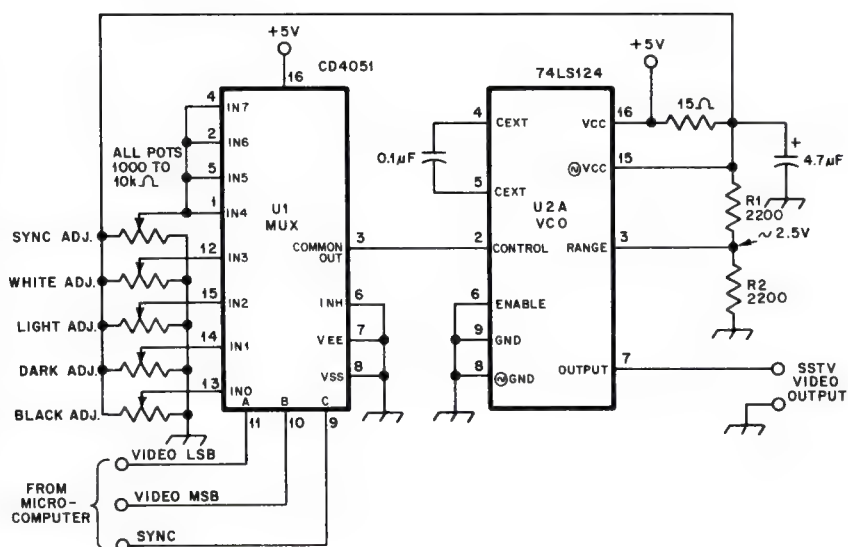 +5V
CD4051
16
4
IN7
2
IN6
5
IN5
1
IN4
ALL POTS
1000 TO
10kΩ
SYNC ADJ.
12
IN3
WHITE ADJ.
15
IN2
LIGHT ADJ.
14
IN1
DARK ADJ.
13
IN0
BLACK ADJ.
U1
MUX
COMMON
OUT
3
INH
6
VEE
7
VSS
8
A
B
C
11
10
9
VIDEO LSB
FROM
MICRO-
COMPUTER
VIDEO MSB
SYNC
74LS124
+5V
4
CEXT
0.1μF
5
CEXT
U2A
VCO
2
CONTROL
6
ENABLE
9
GND
8
GND
VCC
16
15Ω
VCC
15
+
4.7μF
R1
2200
RANGE
3
~2.5V
R2
2200
OUTPUT
7
SSTV
VIDEO
OUTPUT